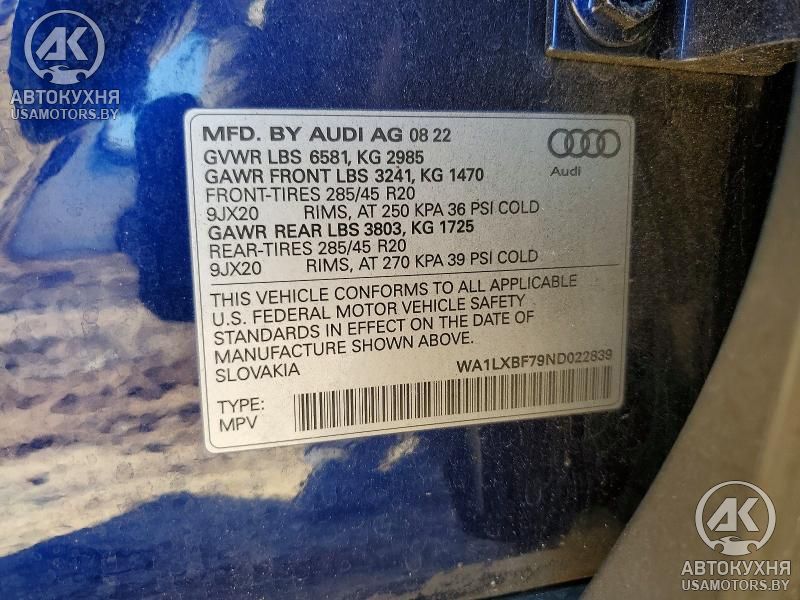 AK
АВТОКУХНЯ
USAMOTORS.BY
MFD. BY AUDI AG 08 22
GVWR LBS 6581, KG 2985
GAWR FRONT LBS 3241, KG 1470
FRONT-TIRES 285/45 R20
9JX20 RIMS, AT 250 KPA 36 PSI COLD
GAWR REAR LBS 3803, KG 1725
REAR-TIRES 285/45 R20
9JX20 RIMS, AT 270 KPA 39 PSI COLD
Audi
THIS VEHICLE CONFORMS TO ALL APPLICABLE
U.S. FEDERAL MOTOR VEHICLE SAFETY
STANDARDS IN EFFECT ON THE DATE OF
MANUFACTURE SHOWN ABOVE.
SLOVAKIA WA1LXBF79ND022839
TYPE:
MPV
AK
АВТОКУХНЯ
USAMOTORS.BY